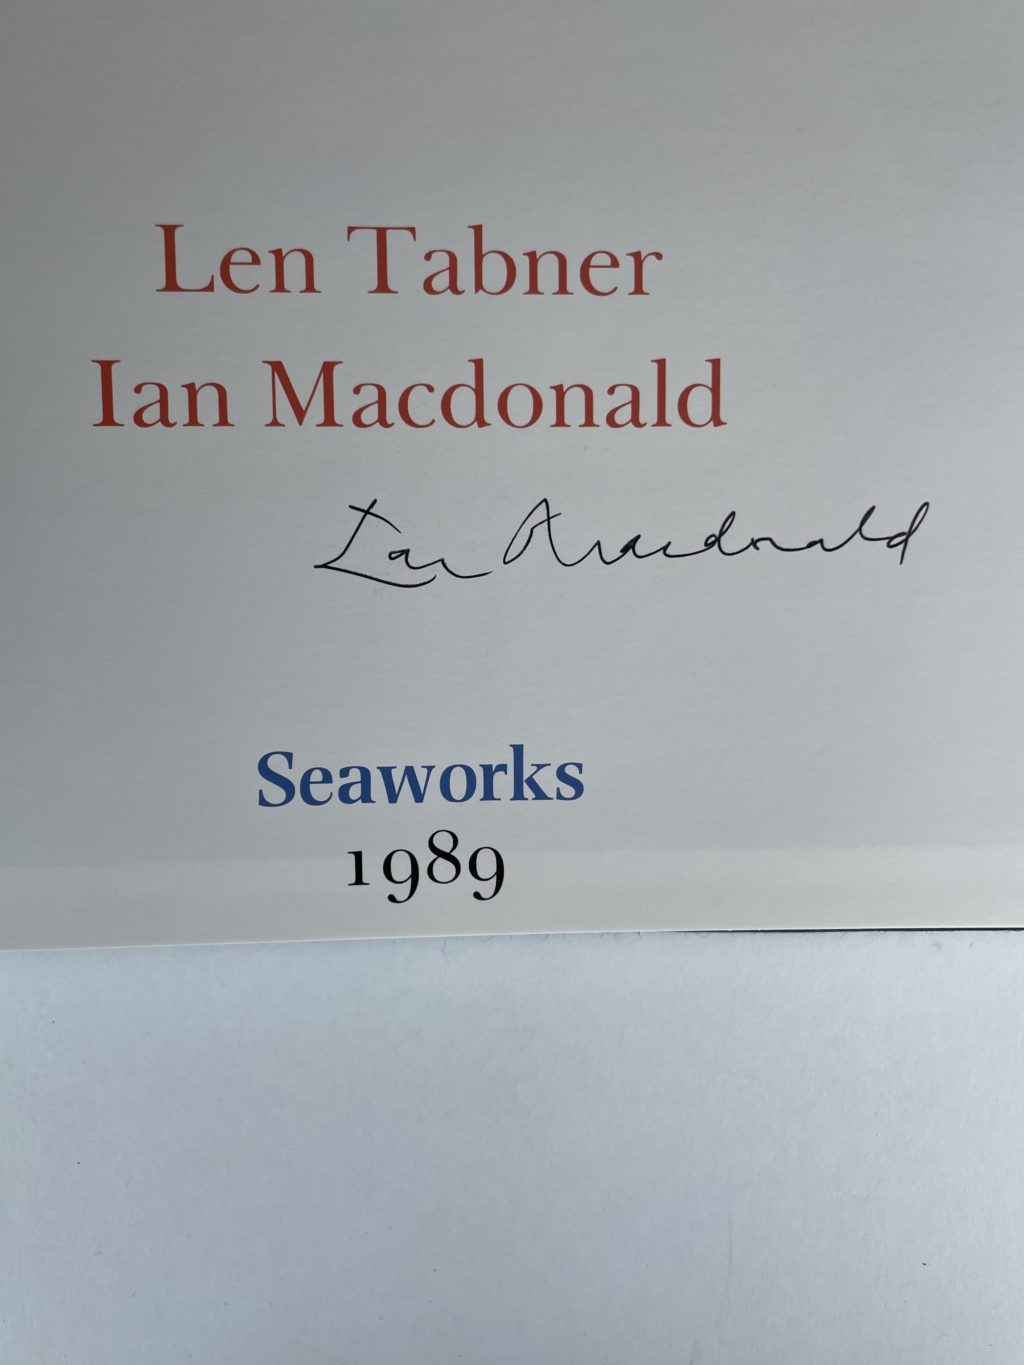 Len Tabner
Ian Macdonald
Ian Macdonald
Seaworks
1989